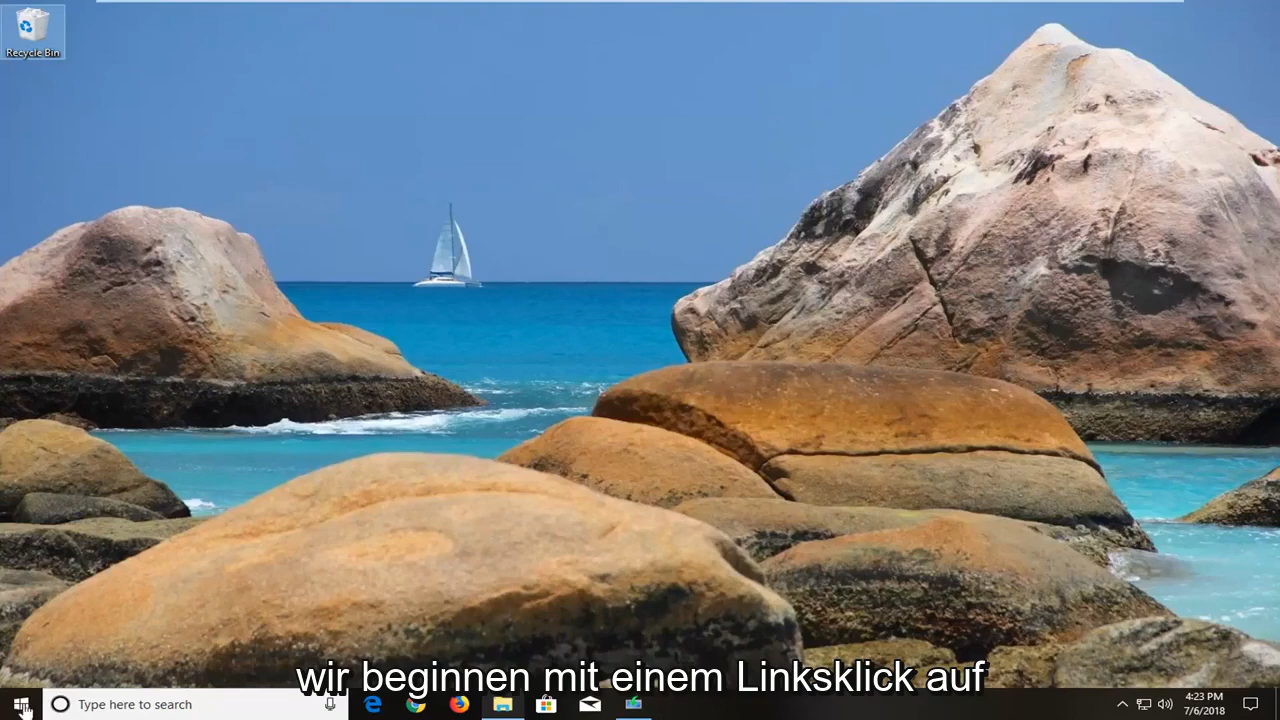 Recycle Bin
wir beginnen mit einem Linksklick auf
Type here to search
4:23 PM
7/6/2018